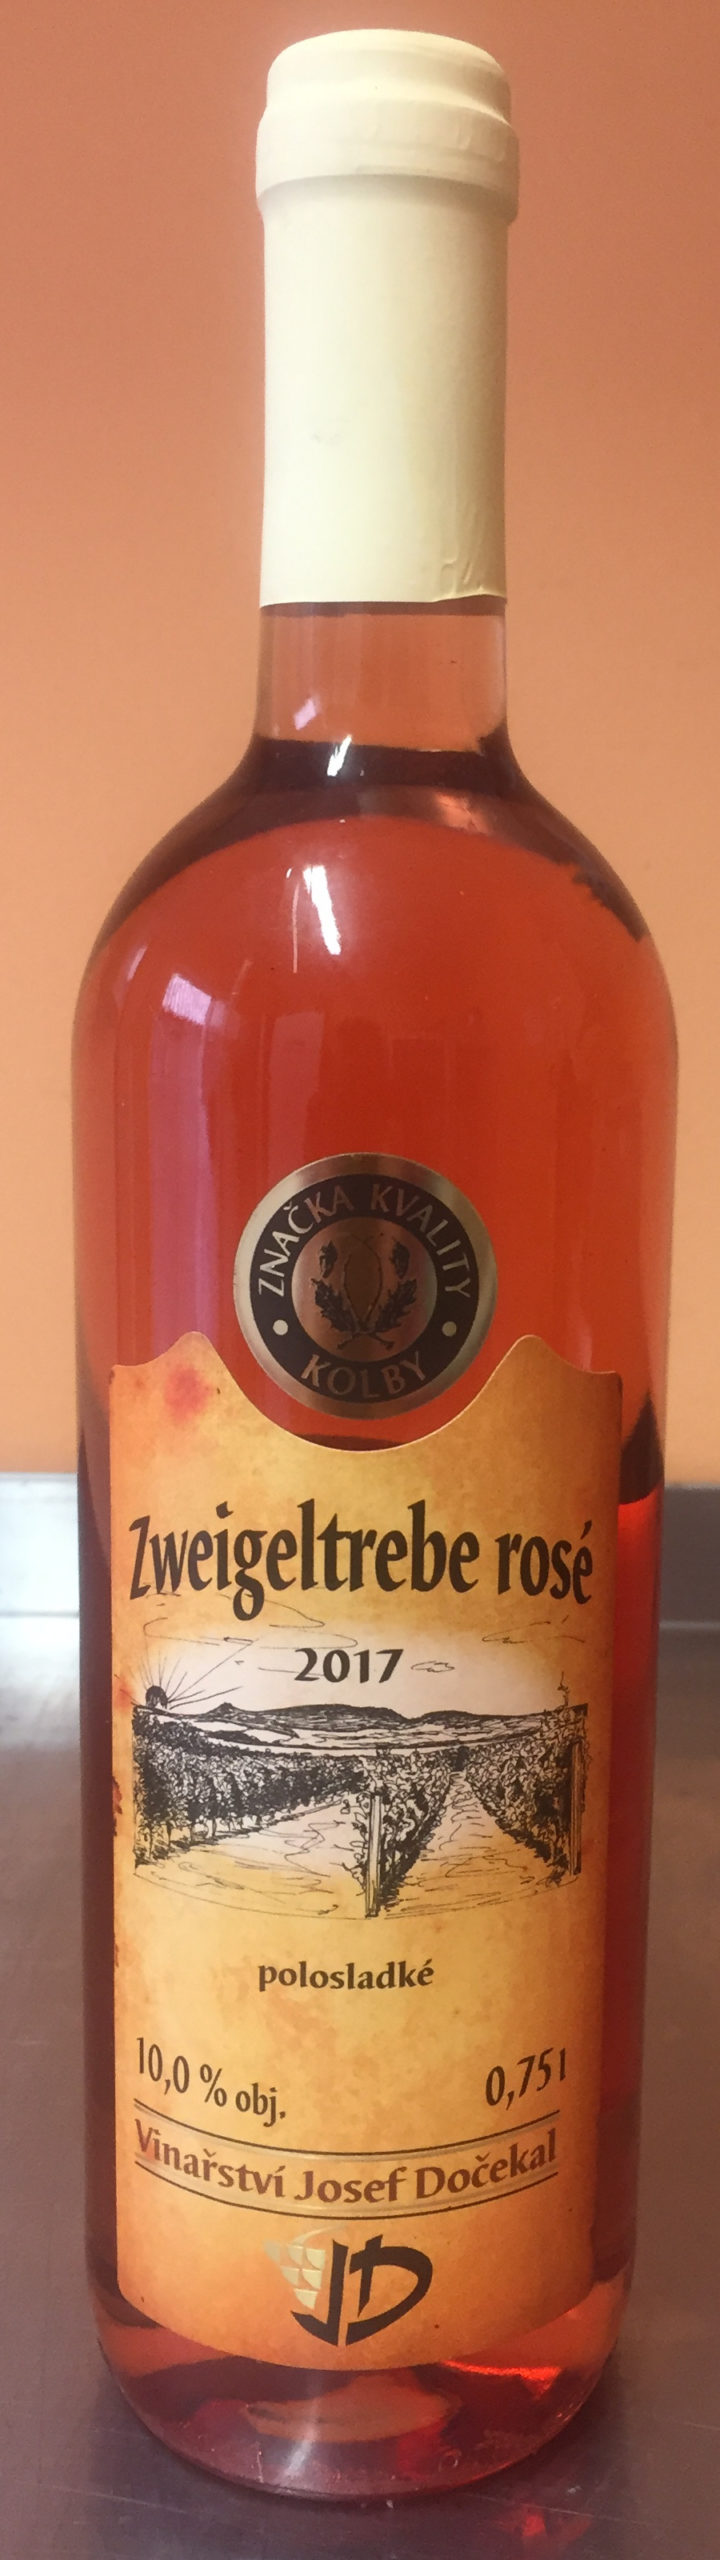 ZNAČKA KVALITY
KOLBY
Zweigeltrebe rosé
2017
polosladké
10,0 % obj. 0,75 l
Vinařství Josef Dočekal
JD